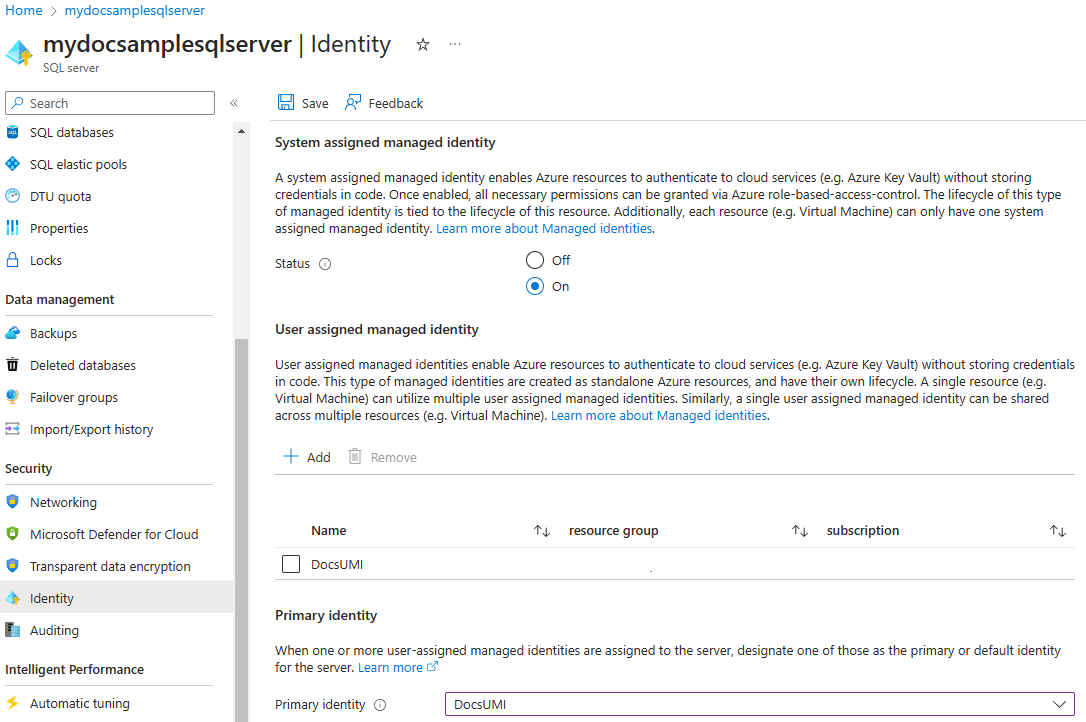 Home > mydocsamplesqlserver
mydocsamplesqlserver | Identity ☆ ...
SQL server
Search «
SQL databases
SQL elastic pools
DTU quota
Properties
Locks
Data management
Backups
Deleted databases
Failover groups
Import/Export history
Security
Networking
Microsoft Defender for Cloud
Transparent data encryption
Identity
Auditing
Intelligent Performance
Automatic tuning
Save Feedback
System assigned managed identity
A system assigned managed identity enables Azure resources to authenticate to cloud services (e.g. Azure Key Vault) without storing
credentials in code. Once enabled, all necessary permissions can be granted via Azure role-based-access-control. The lifecycle of this type
of managed identity is tied to the lifecycle of this resource. Additionally, each resource (e.g. Virtual Machine) can only have one system
assigned managed identity. Learn more about Managed identities.
Status
Off
On
User assigned managed identity
User assigned managed identities enable Azure resources to authenticate to cloud services (e.g. Azure Key Vault) without storing credentials
in code. This type of managed identities are created as standalone Azure resources, and have their own lifecycle. A single resource (e.g.
Virtual Machine) can utilize multiple user assigned managed identities. Similarly, a single user assigned managed identity can be shared
across multiple resources (e.g. Virtual Machine). Learn more about Managed identities.
Add Remove
Name resource group subscription
DocsUMI
Primary identity
When one or more user-assigned managed identities are assigned to the server, designate one of those as the primary or default identity
for the server. Learn more
Primary identity DocsUMI